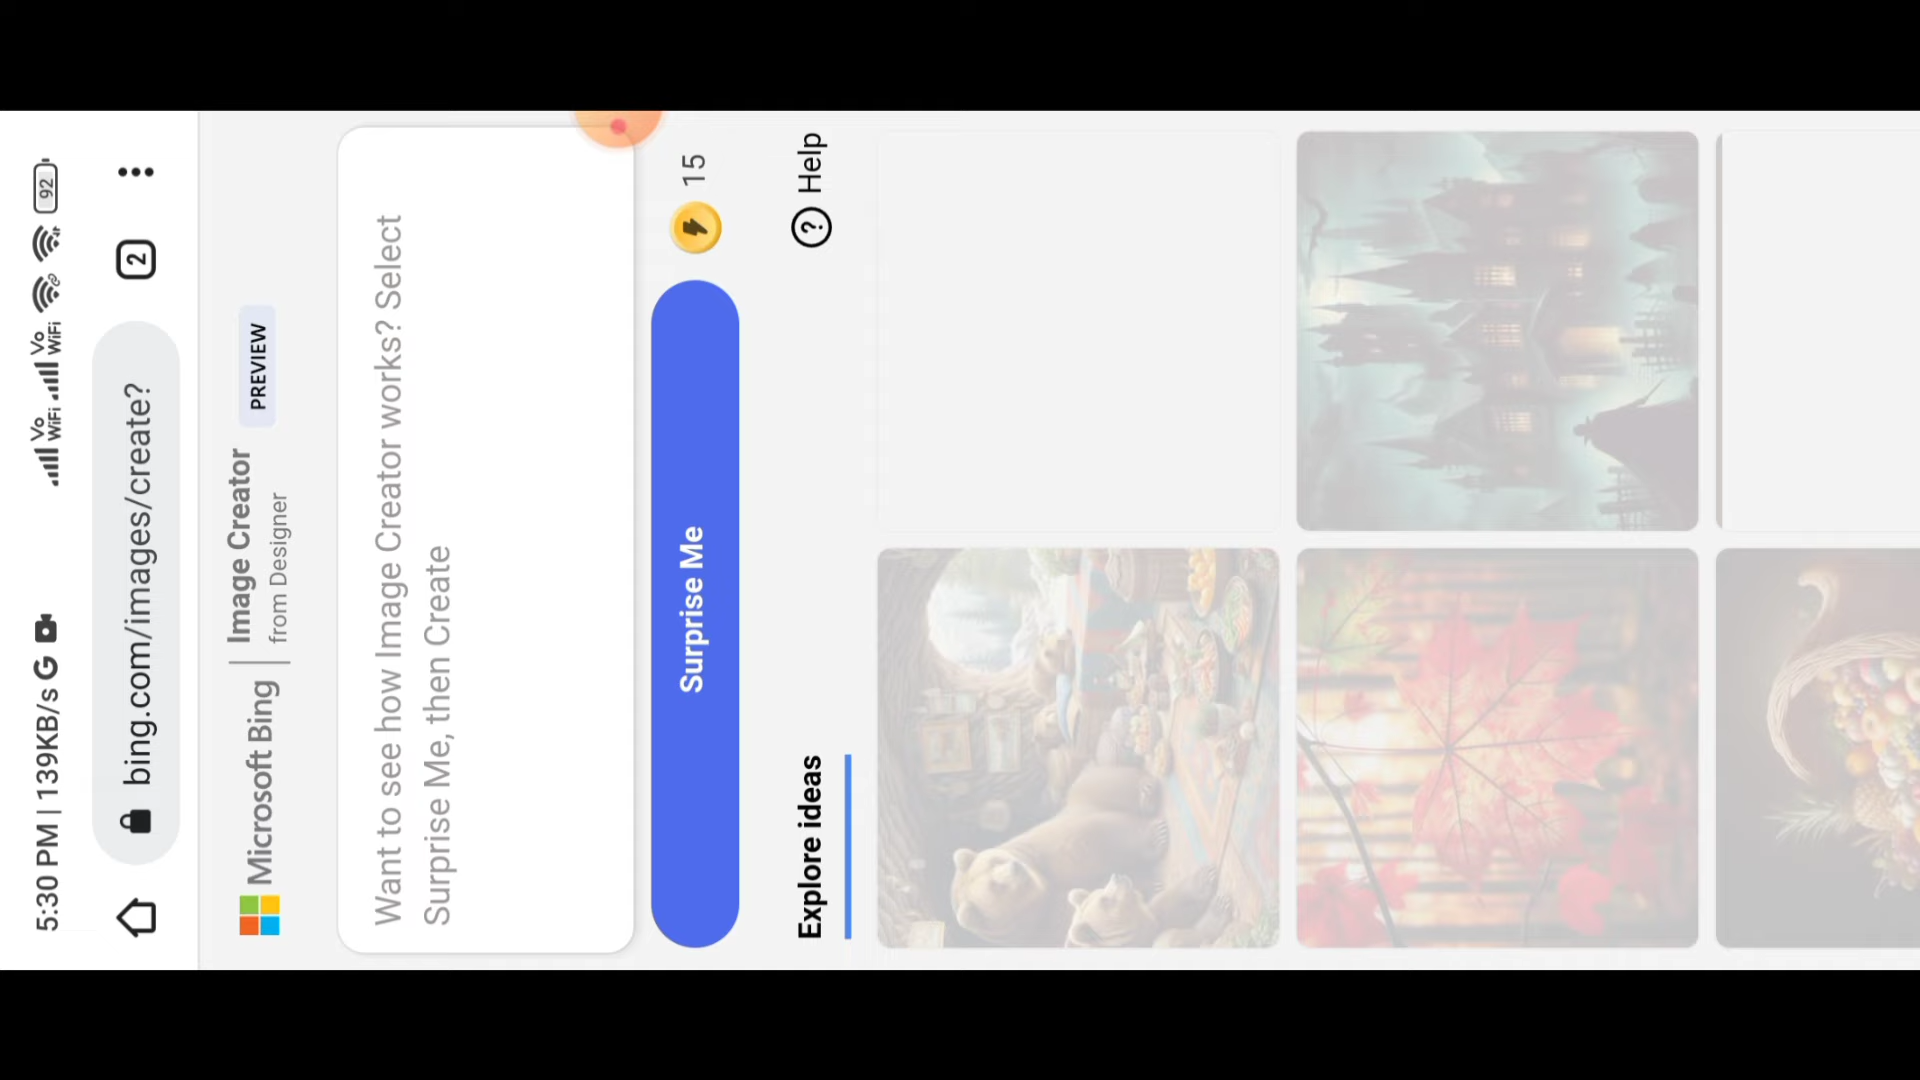 5:30 PM | 139KB/s G
Vo WiFi Vo WiFi 92
bing.com/images/create?
2
Microsoft Bing | Image Creator
from Designer
PREVIEW
Want to see how Image Creator works? Select
Surprise Me, then Create
Surprise Me
15
Explore ideas
? Help